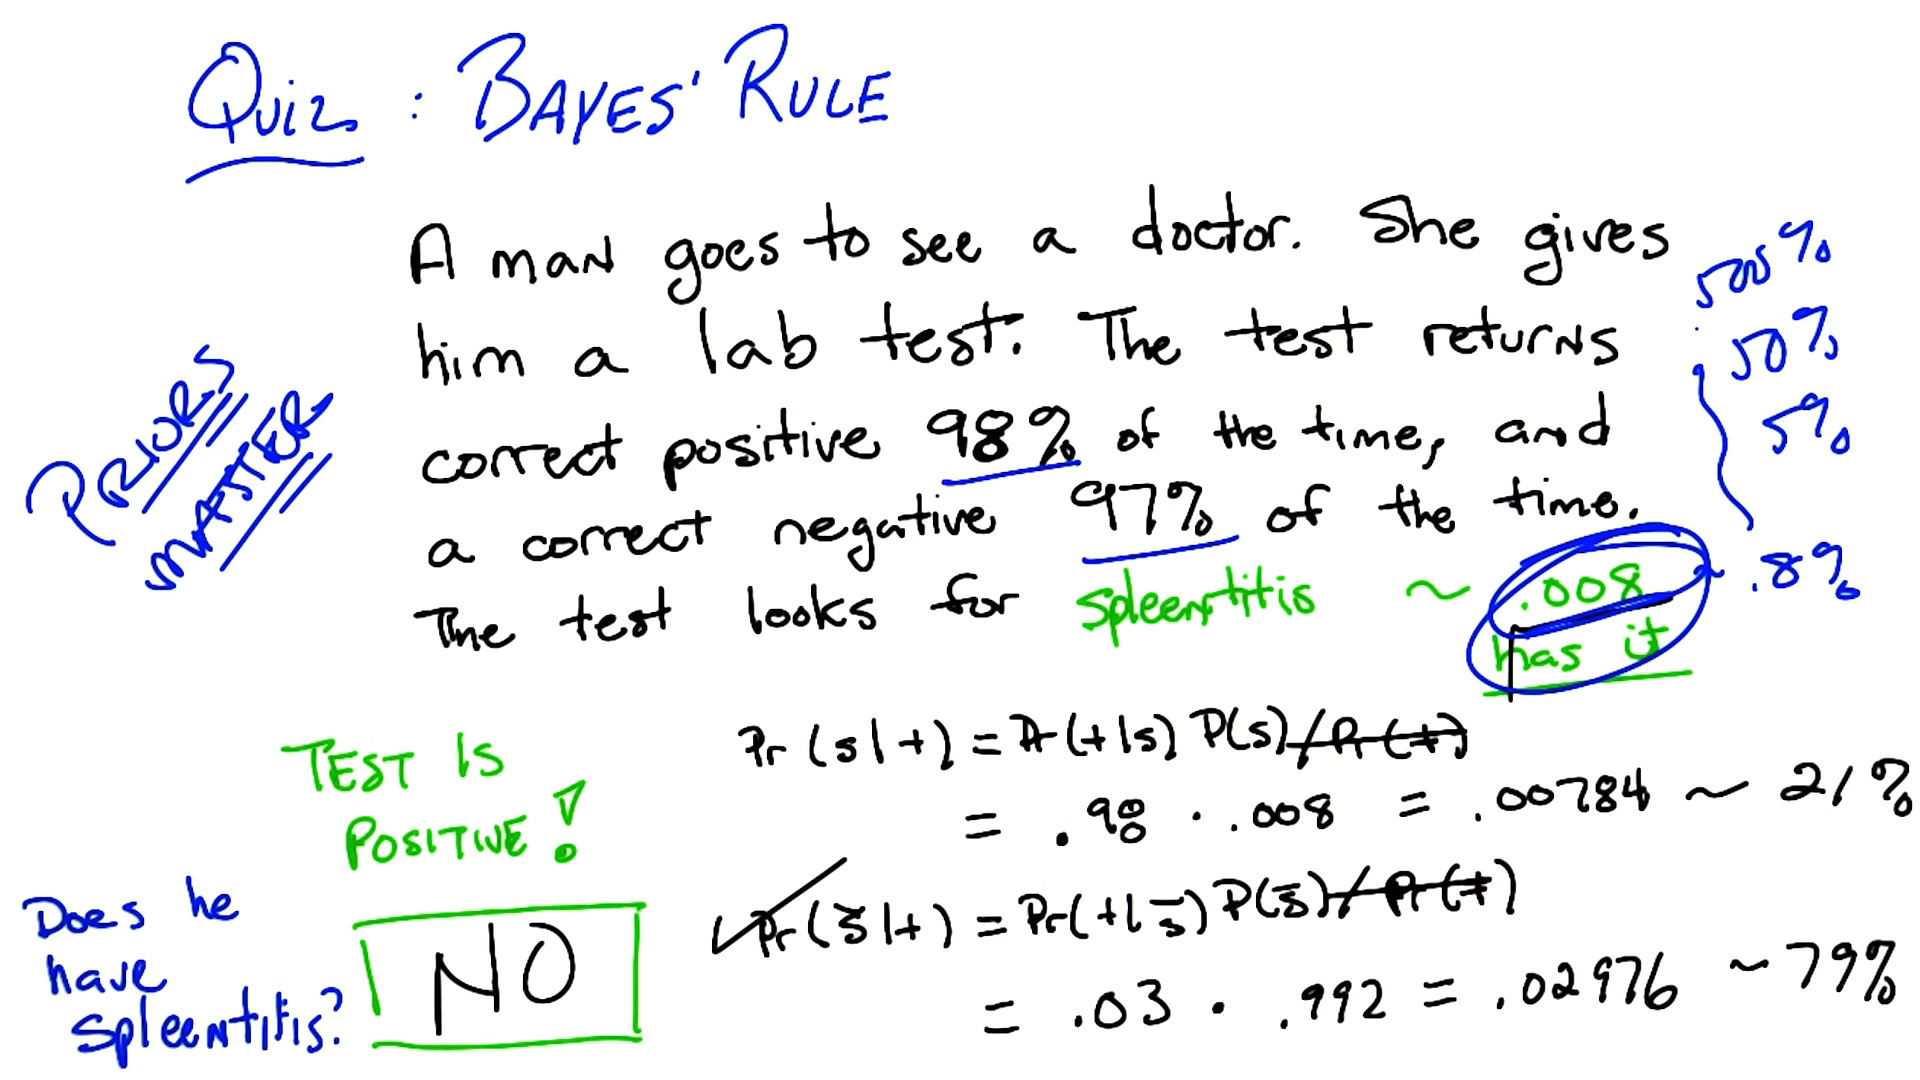 Quiz : BAYES' RULE
A man goes to see a doctor. She gives
him a lab test. The test returns
correct positive 98% of the time, and
a correct negative 97% of the time.
The test looks for spleentitis ~ .008
has it
500%
50%
5%
.8%
PRIORS
MATTER
TEST IS
POSITIVE!
Does he
have
spleentitis?
NO
Pr(s|+) = Pr(+|s) P(s)/Pr(+)
= .98 · .008 = .00784 ~ 21%
✓Pr(s̄|+) = Pr(+|s̄) P(s̄)/Pr(+)
= .03 · .992 = .02976 ~ 79%